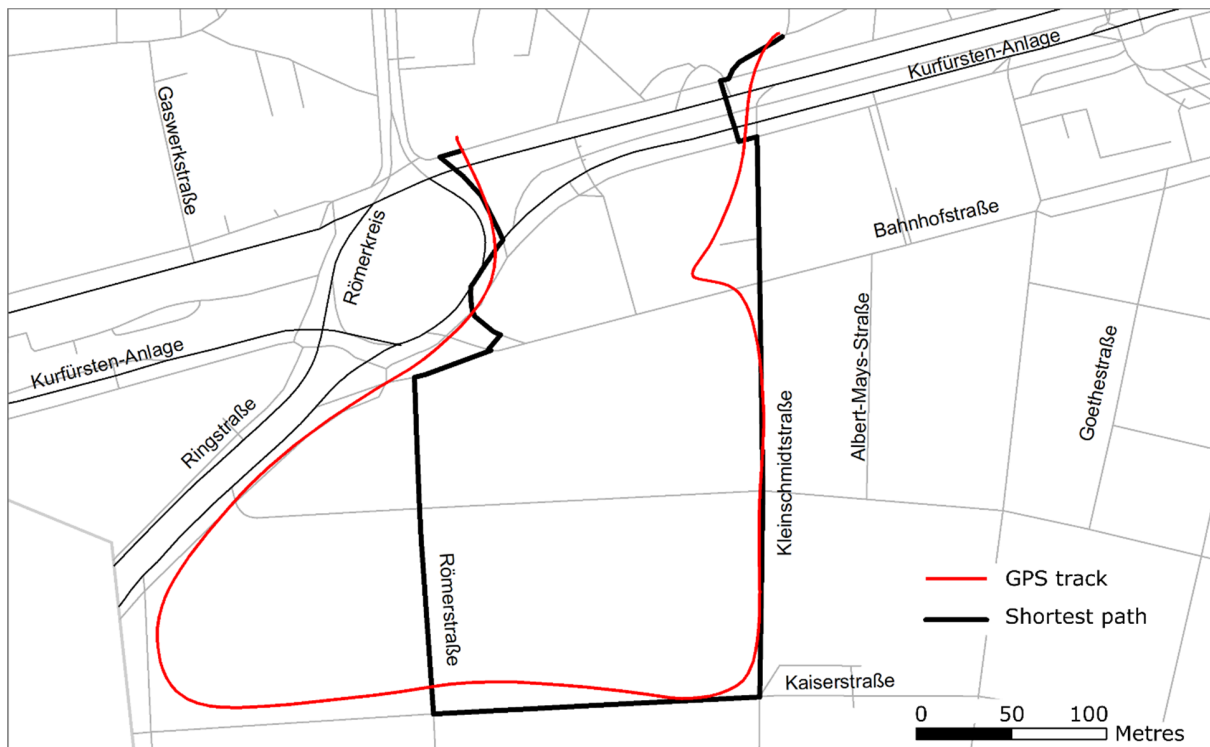 Kurfürsten-Anlage
Gaswerkstraße
Bahnhofstraße
Römerkreis
Kurfürsten-Anlage
Ringstraße
Albert-Mays-Straße
Goethestraße
Kleinschmidtstraße
Römerstraße
GPS track
Shortest path
Kaiserstraße
0 50 100
Metres